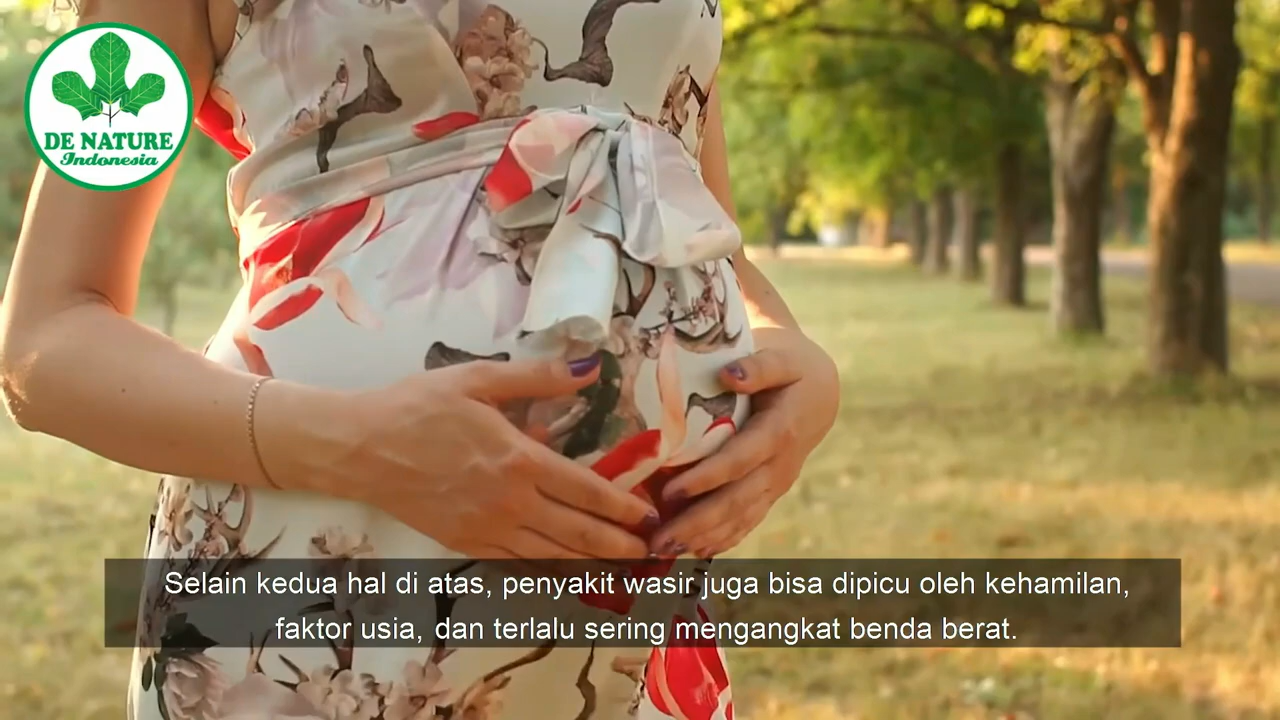 DE NATURE
Indonesia
Selain kedua hal di atas, penyakit wasir juga bisa dipicu oleh kehamilan,
faktor usia, dan terlalu sering mengangkat benda berat.